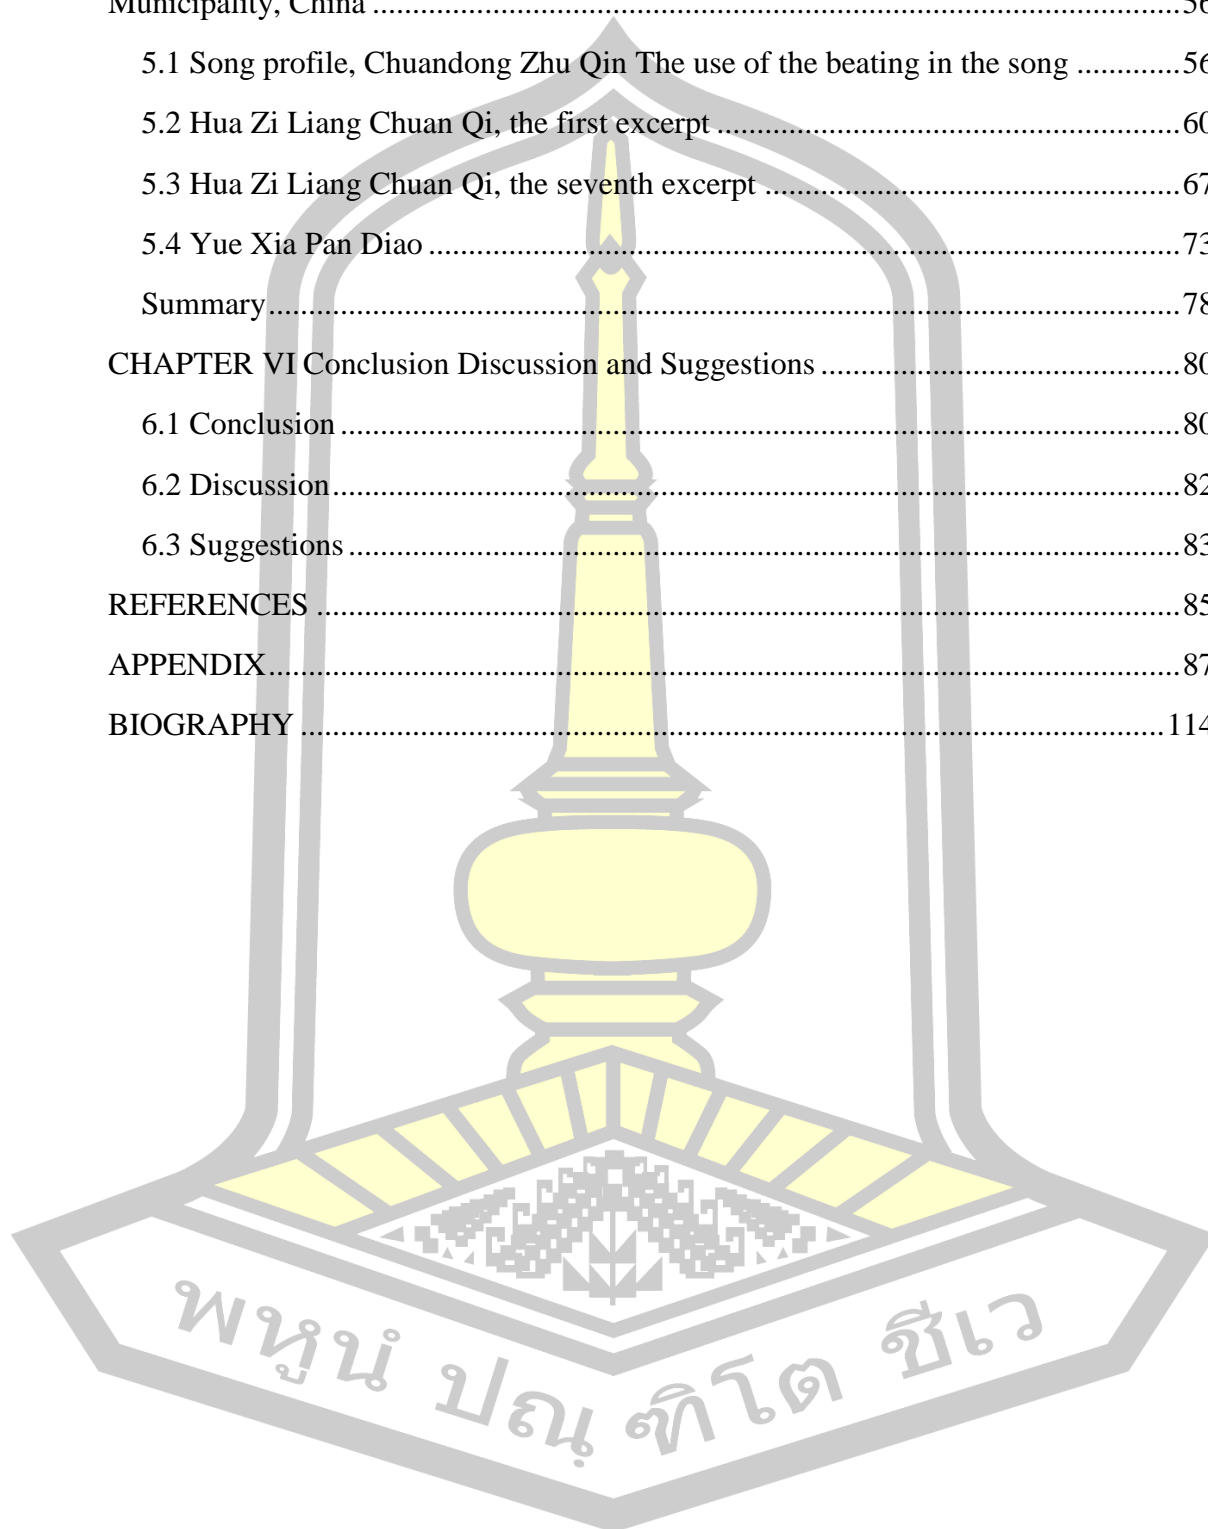 Municipality, China ............................................................................................................ 56
5.1 Song profile, Chuandong Zhu Qin The use of the beating in the song ............. 56
5.2 Hua Zi Liang Chuan Qi, the first excerpt .......................................................... 60
5.3 Hua Zi Liang Chuan Qi, the seventh excerpt .................................................... 67
5.4 Yue Xia Pan Diao ............................................................................................... 73
Summary .................................................................................................................. 78
CHAPTER VI Conclusion Discussion and Suggestions ............................................. 80
6.1 Conclusion ......................................................................................................... 80
6.2 Discussion .......................................................................................................... 82
6.3 Suggestions ........................................................................................................ 83
REFERENCES ............................................................................................................ 85
APPENDIX .................................................................................................................. 87
BIOGRAPHY ............................................................................................................ 114
พหูนํ ปณฺฑิโต ชีเว